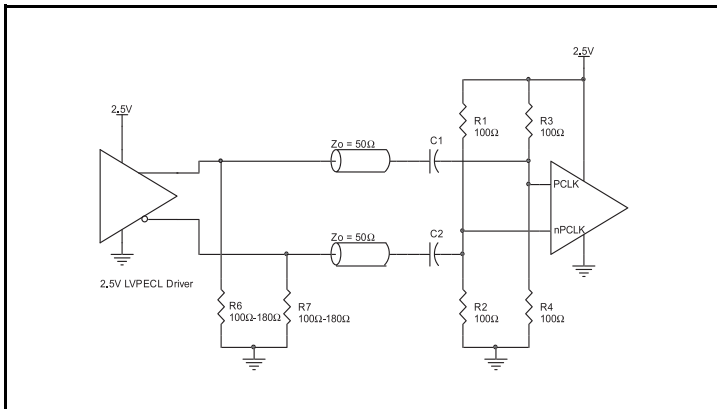 2.5V
2.5V
R1
100Ω
R3
100Ω
Zo = 50Ω
C1
PCLK
nPCLK
Zo = 50Ω
C2
2.5V LVPECL Driver
R6
100Ω-180Ω
R7
100Ω-180Ω
R2
100Ω
R4
100Ω